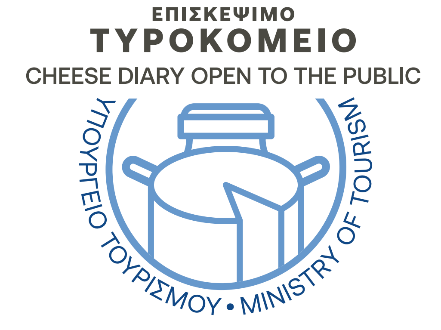 ΕΠΙΣΚΕΨΙΜΟ
ΤΥΡΟΚΟΜΕΙΟ
CHEESE DIARY OPEN TO THE PUBLIC
ΥΠΟΥΡΓΕΙΟ ΤΟΥΡΙΣΜΟΥ • MINISTRY OF TOURISM